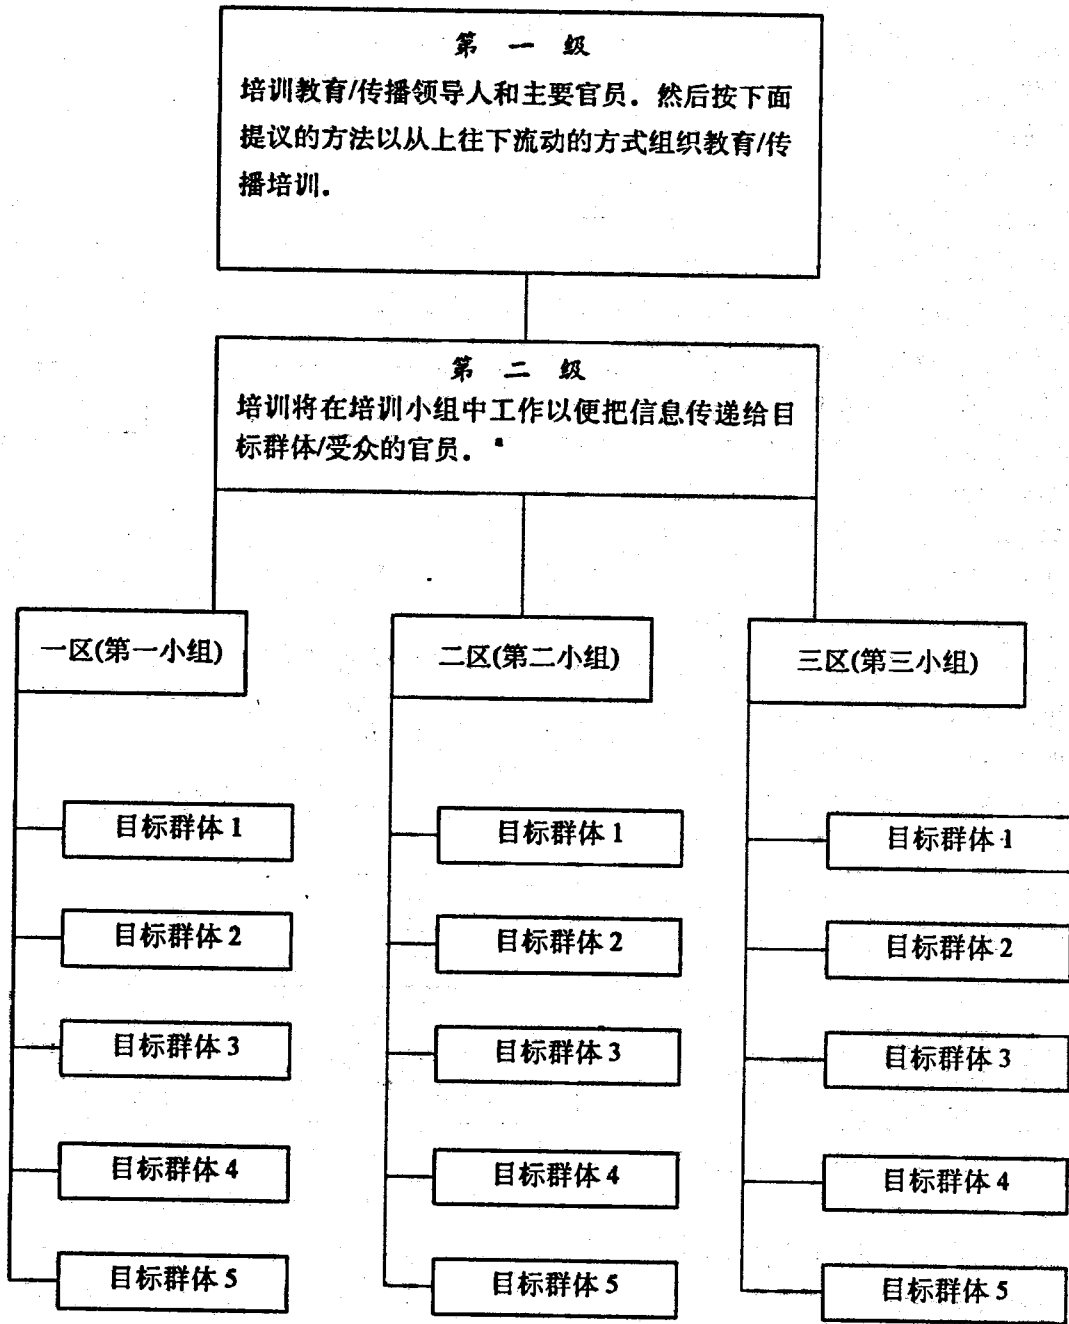 第 一 级
培训教育/传播领导人和主要官员．然后按下面
提议的方法以从上往下流动的方式组织教育/传
播培训．
第 二 级
培训将在培训小组中工作以便把信息传递给目
标群体/受众的官员．ª
一区(第一小组)
二区(第二小组)
三区(第三小组)
目标群体 1
目标群体 2
目标群体 3
目标群体 4
目标群体 5
目标群体 1
目标群体 2
目标群体 3
目标群体 4
目标群体 5
目标群体 1
目标群体 2
目标群体 3
目标群体 4
目标群体 5